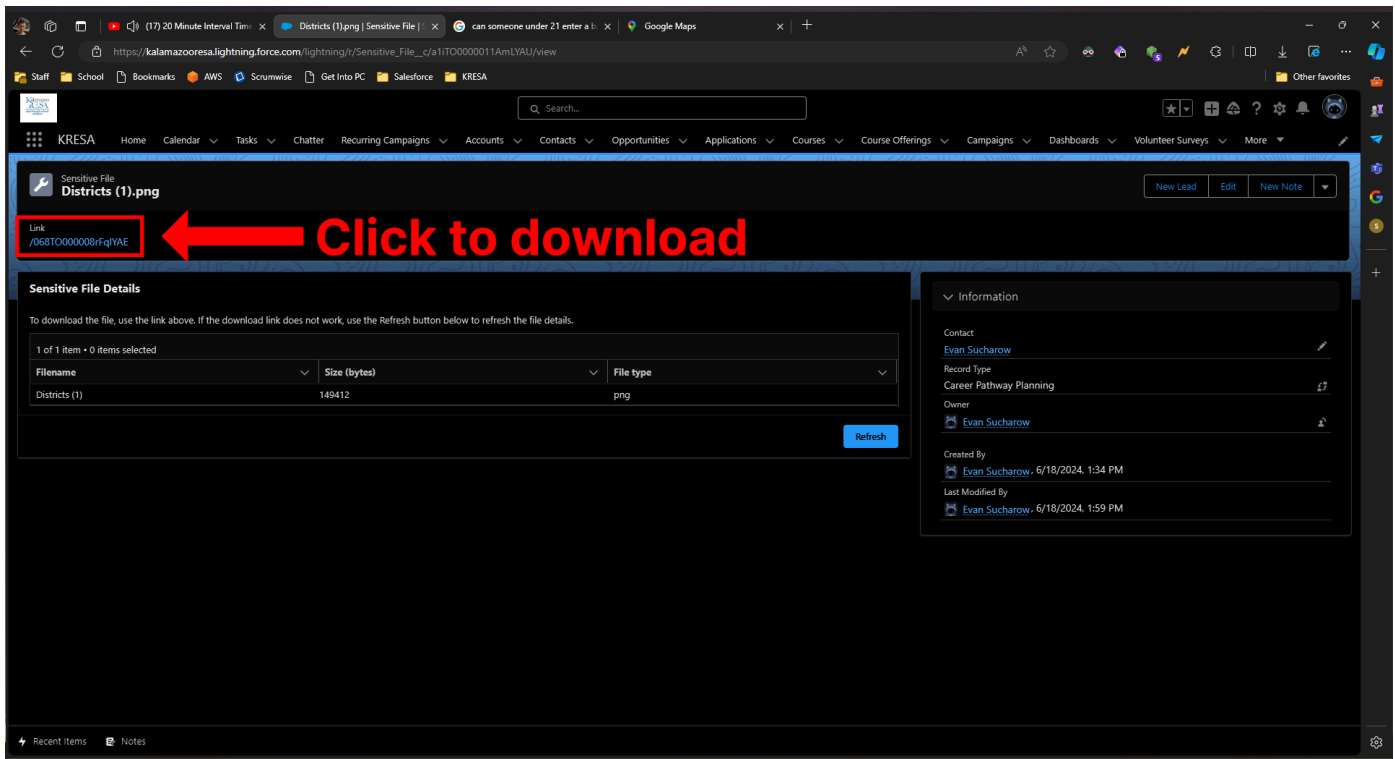 (17) 20 Minute Interval Time
Districts (1).png | Sensitive File | S
can someone under 21 enter a b
Google Maps
https://kalamazooresa.lightning.force.com/lightning/r/Sensitive_File__c/a1iTO0000011AmLYAU/view
Staff School Bookmarks AWS Scrumwise Get Into PC Salesforce KRESA Other favorites
Search...
KRESA Home Calendar Tasks Chatter Recurring Campaigns Accounts Contacts Opportunities Applications Courses Course Offerings Campaigns Dashboards Volunteer Surveys More
Sensitive File
Districts (1).png
New Lead Edit New Note
Link
/068TO000008rFqlYAE
Click to download
Sensitive File Details
To download the file, use the link above. If the download link does not work, use the Refresh button below to refresh the file details.
1 of 1 item • 0 items selected
Filename Size (bytes) File type
Districts (1) 149412 png
Refresh
Information
Contact
Evan Sucharow
Record Type
Career Pathway Planning
Owner
Evan Sucharow
Created By
Evan Sucharow, 6/18/2024, 1:34 PM
Last Modified By
Evan Sucharow, 6/18/2024, 1:59 PM
Recent Items Notes